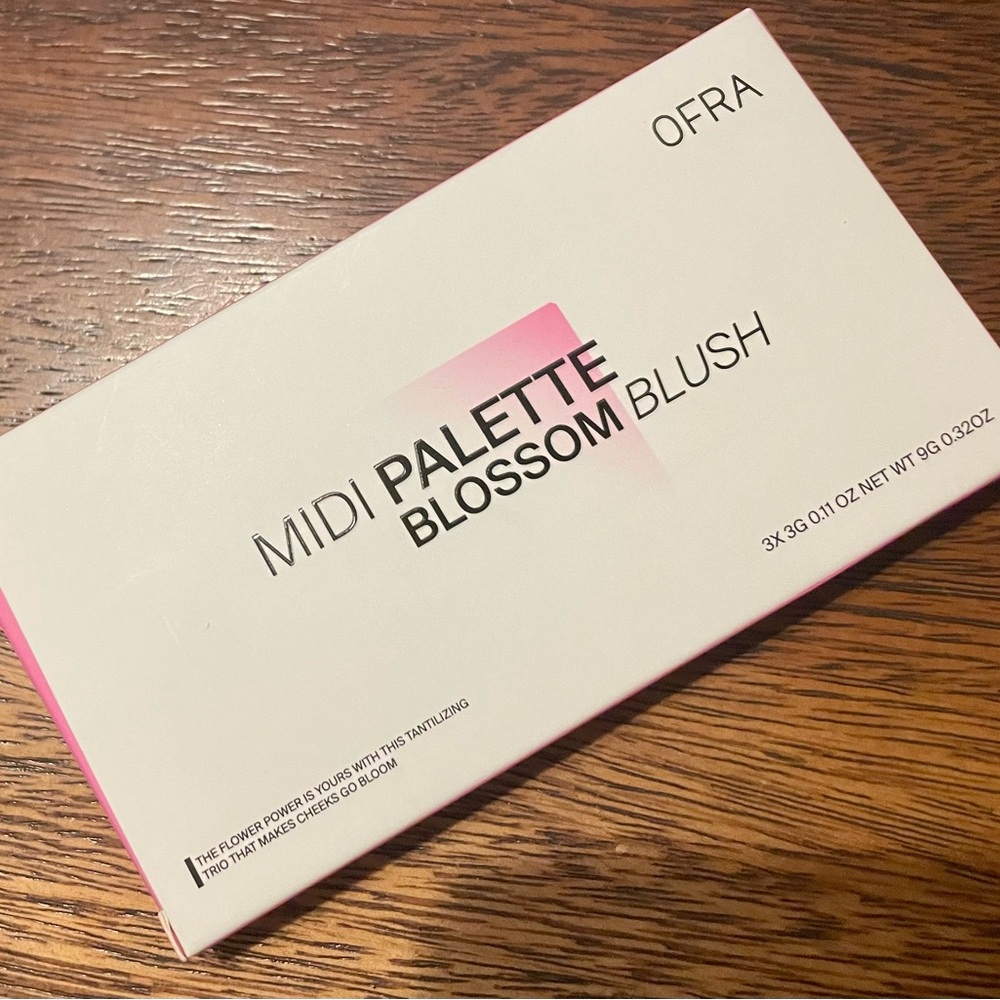 OFRA
MIDI PALETTE
BLOSSOM BLUSH
3X 3G 0.11 OZ NET WT 9G 0.32OZ
THE FLOWER POWER IS YOURS WITH THIS TANTILIZING
TRIO THAT MAKES CHEEKS GO BLOOM